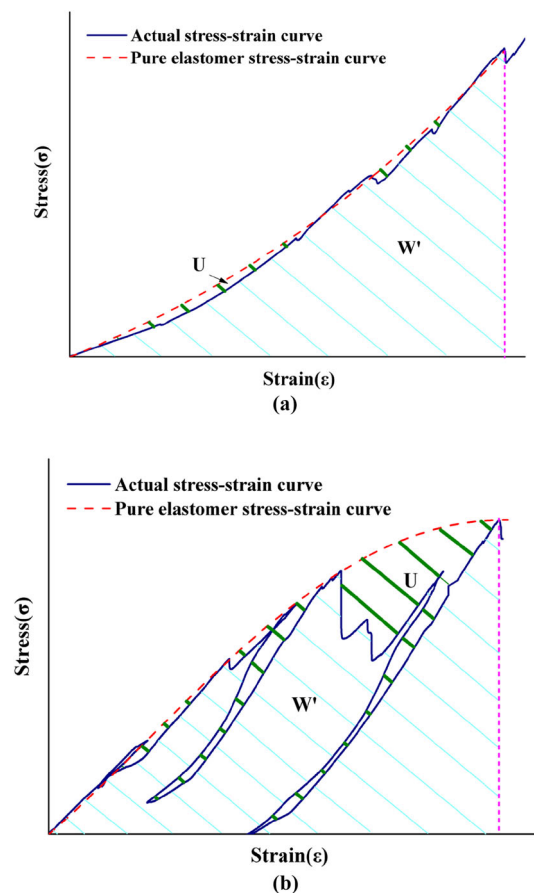 Actual stress-strain curve
Pure elastomer stress-strain curve
Stress(σ)
U
W'
Strain(ε)
(a)
Actual stress-strain curve
Pure elastomer stress-strain curve
Stress(σ)
U
W'
Strain(ε)
(b)